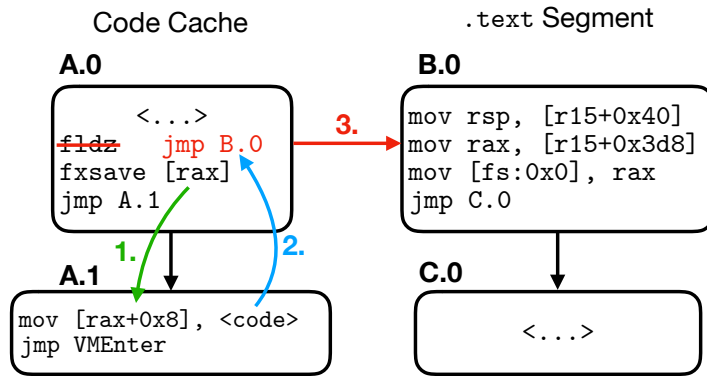 Code Cache
.text Segment
A.0
<...>
fldz jmp B.0
fxsave [rax]
jmp A.1
3.
B.0
mov rsp, [r15+0x40]
mov rax, [r15+0x3d8]
mov [fs:0x0], rax
jmp C.0
1.
2.
A.1
mov [rax+0x8], <code>
jmp VMEnter
C.0
<...>